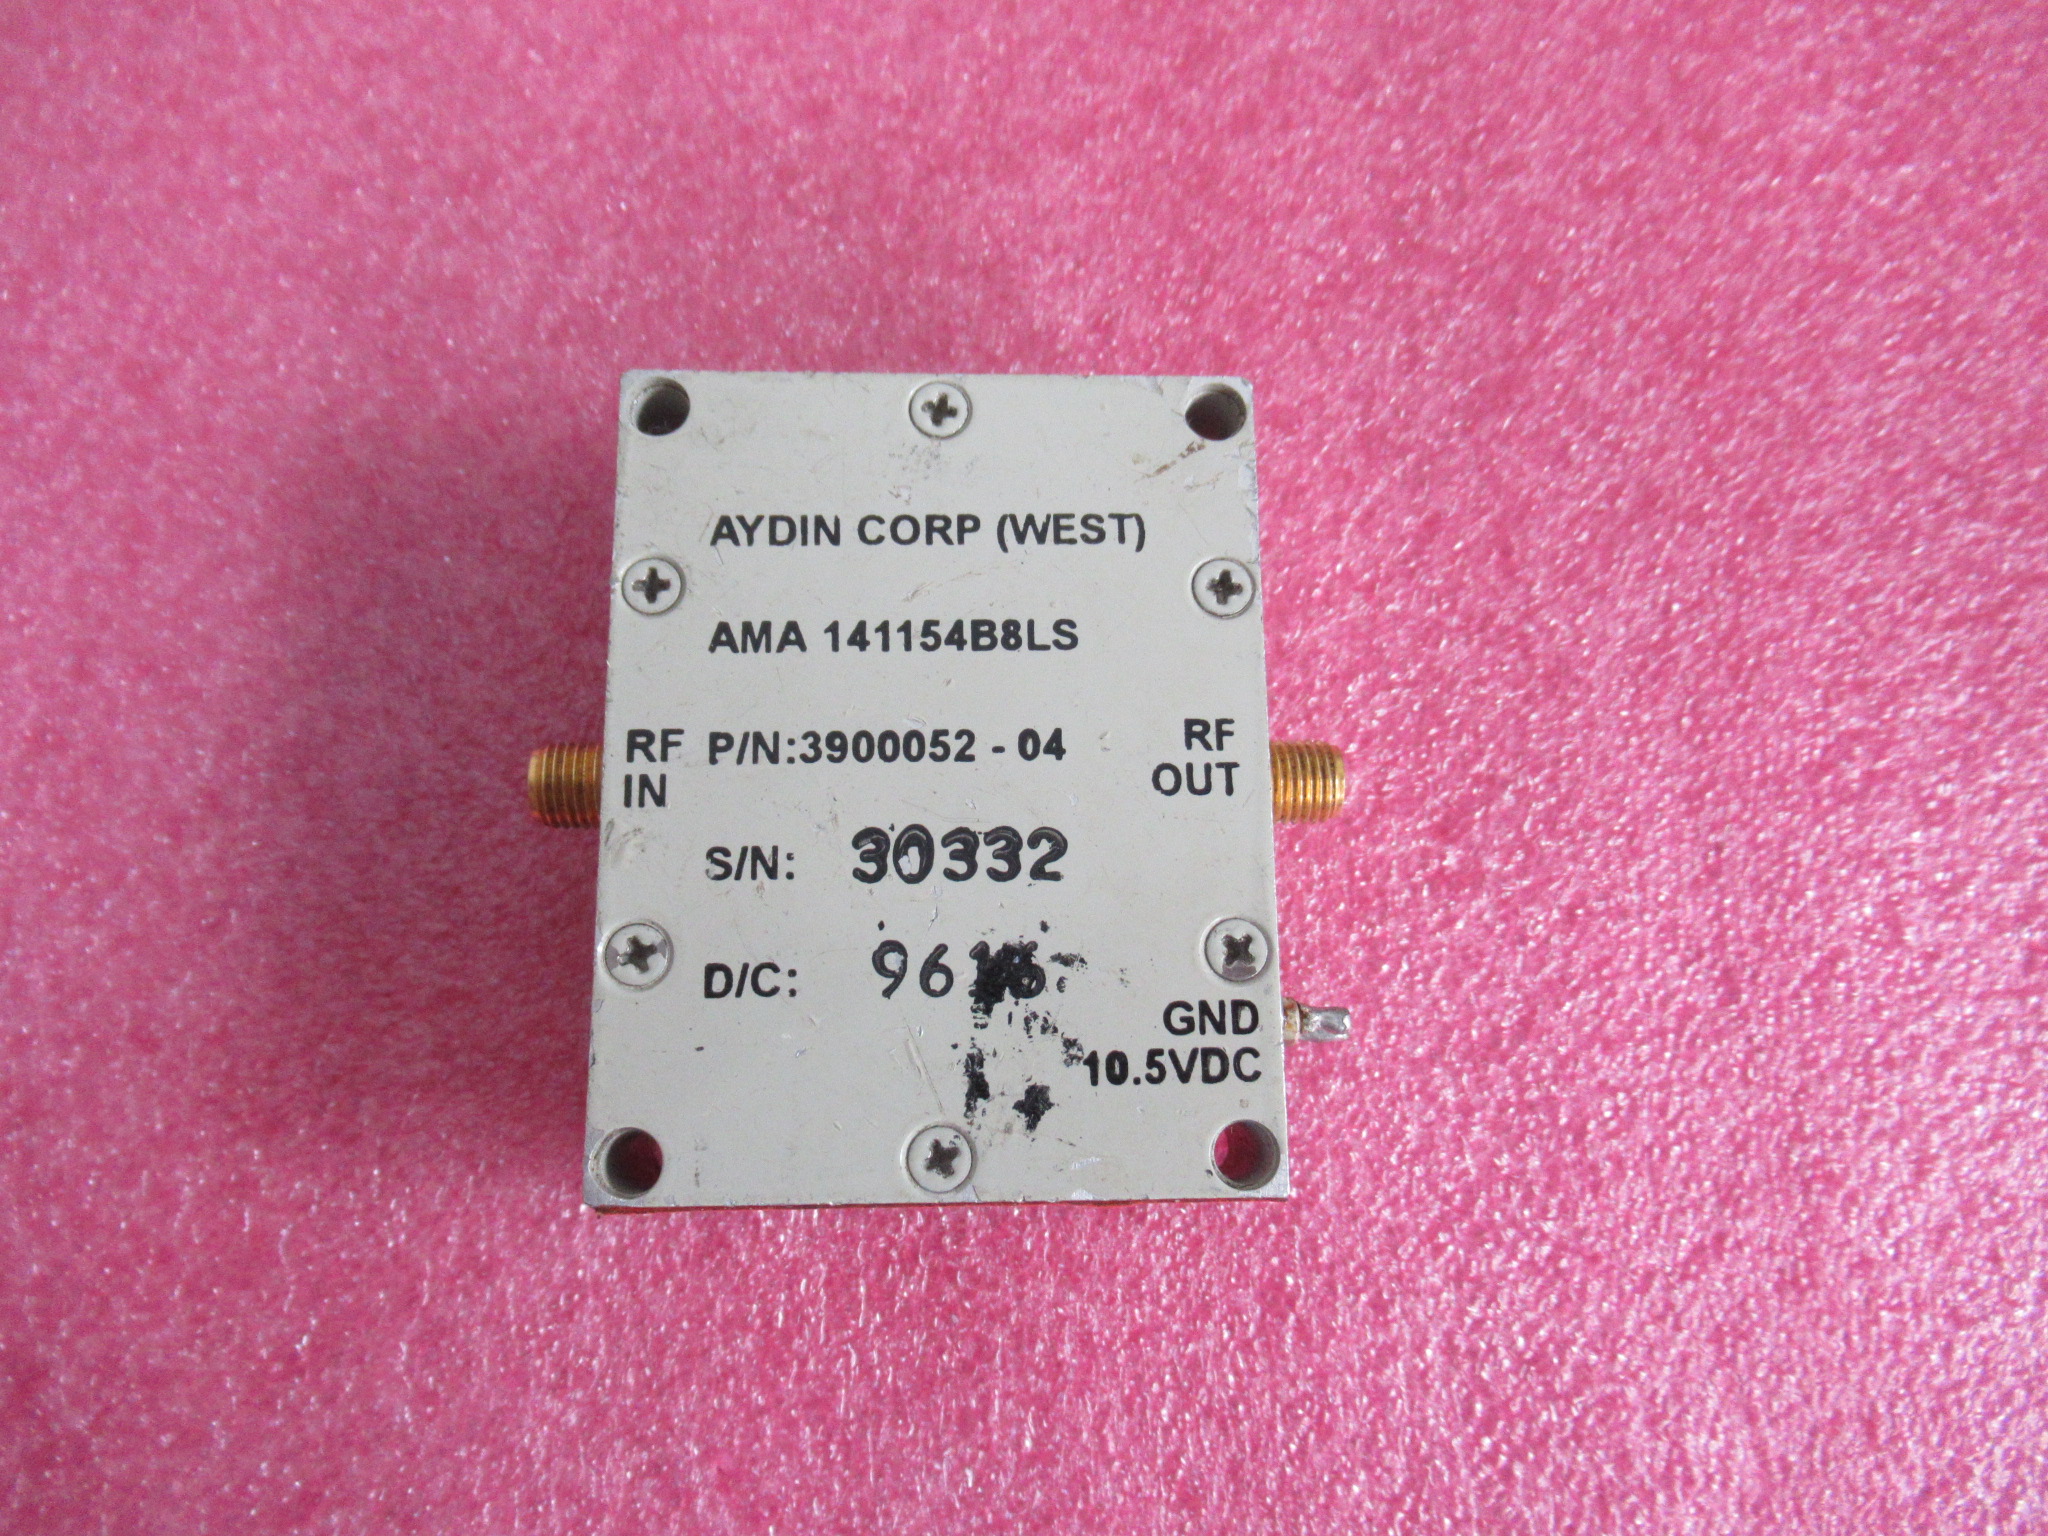 AYDIN CORP (WEST)
AMA 141154B8LS
RF IN
P/N:3900052 - 04
RF OUT
S/N: 30332
D/C:
GND
10.5VDC